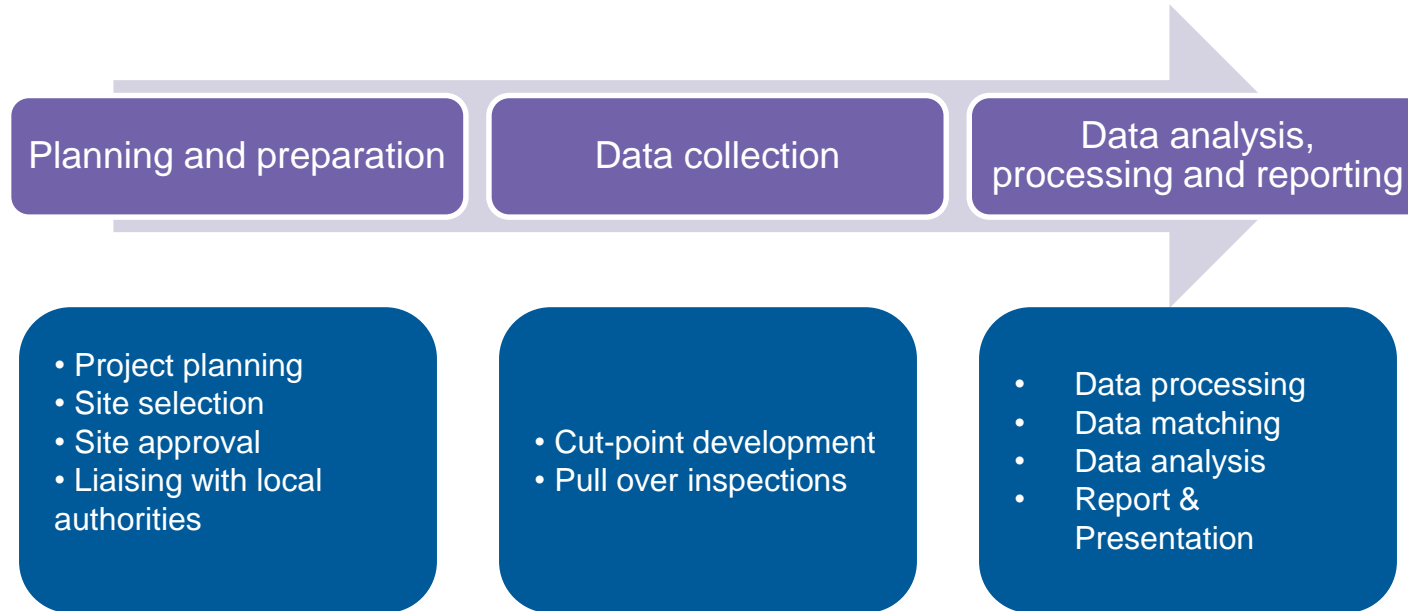 Planning and preparation
Data collection
Data analysis,
processing and reporting
• Project planning
• Site selection
• Site approval
• Liaising with local
authorities
• Cut-point development
• Pull over inspections
• Data processing
• Data matching
• Data analysis
• Report &
Presentation